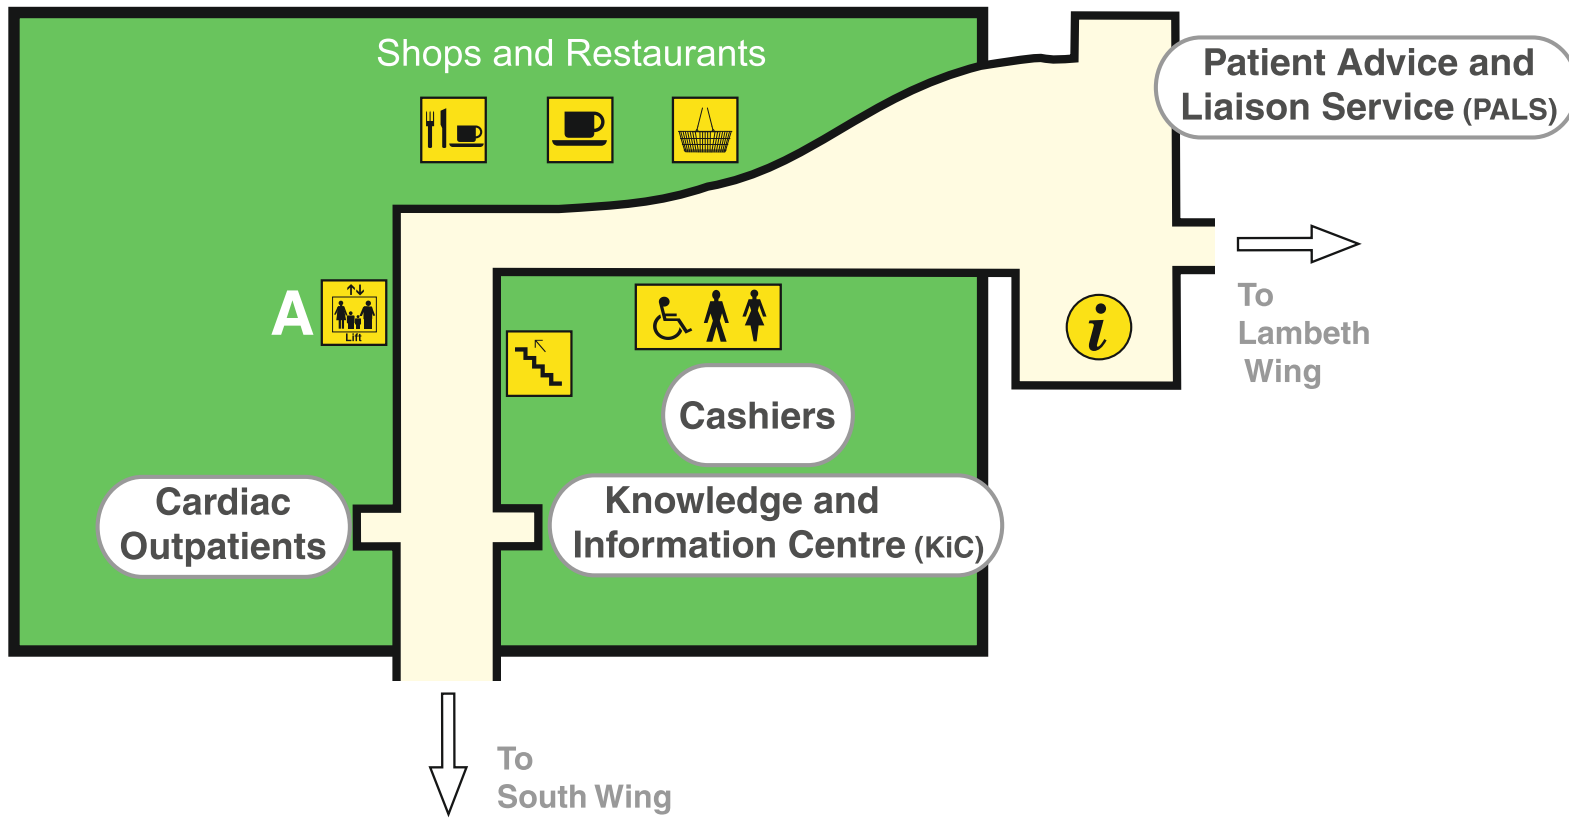 Shops and Restaurants
Patient Advice and
Liaison Service (PALS)
A
Lift
i
To
Lambeth
Wing
Cashiers
Cardiac
Outpatients
Knowledge and
Information Centre (KiC)
To
South Wing